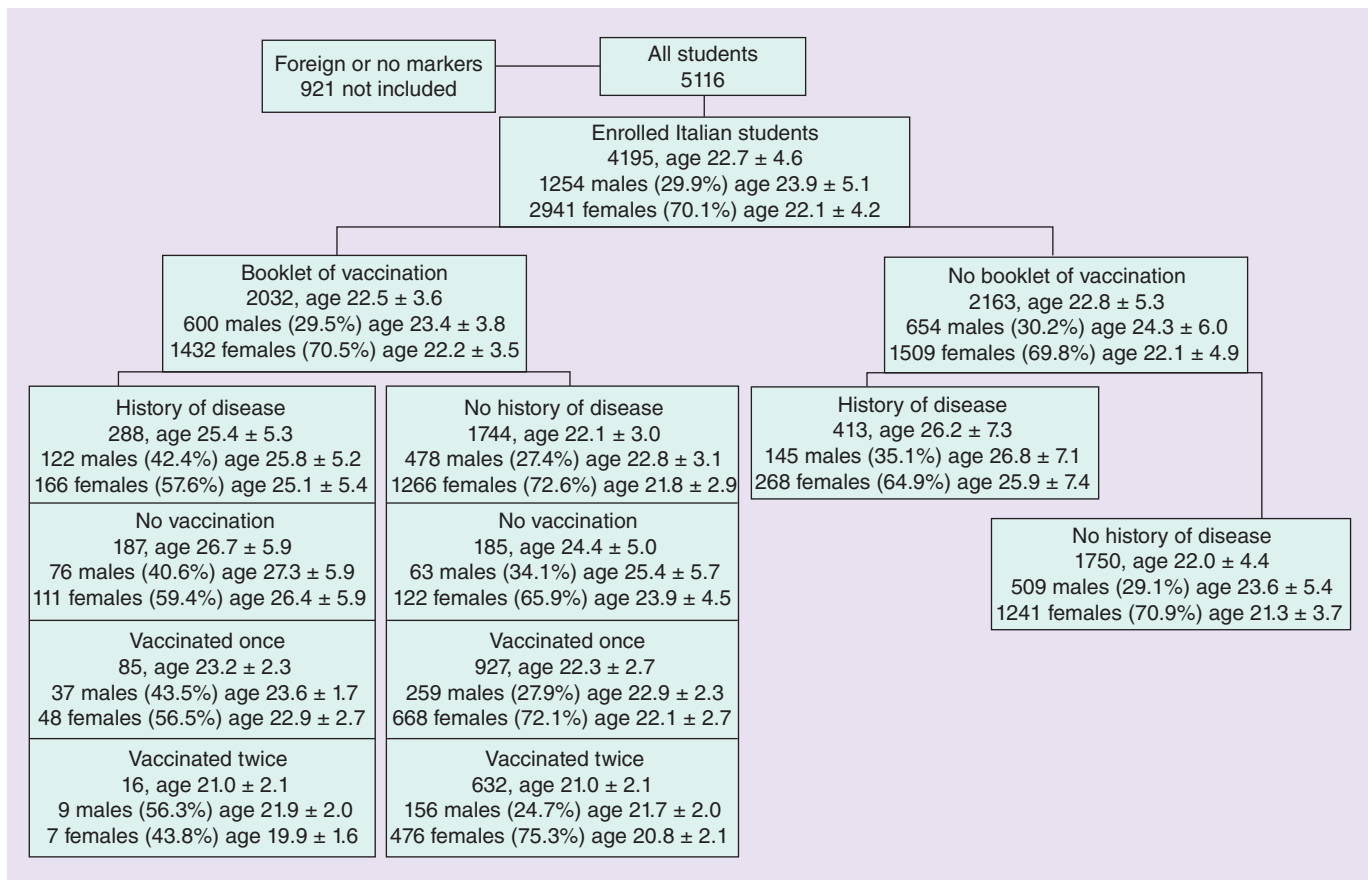 Foreign or no markers
921 not included
All students
5116
Enrolled Italian students
4195, age 22.7 ± 4.6
1254 males (29.9%) age 23.9 ± 5.1
2941 females (70.1%) age 22.1 ± 4.2
Booklet of vaccination
2032, age 22.5 ± 3.6
600 males (29.5%) age 23.4 ± 3.8
1432 females (70.5%) age 22.2 ± 3.5
No booklet of vaccination
2163, age 22.8 ± 5.3
654 males (30.2%) age 24.3 ± 6.0
1509 females (69.8%) age 22.1 ± 4.9
History of disease
288, age 25.4 ± 5.3
122 males (42.4%) age 25.8 ± 5.2
166 females (57.6%) age 25.1 ± 5.4
No vaccination
187, age 26.7 ± 5.9
76 males (40.6%) age 27.3 ± 5.9
111 females (59.4%) age 26.4 ± 5.9
Vaccinated once
85, age 23.2 ± 2.3
37 males (43.5%) age 23.6 ± 1.7
48 females (56.5%) age 22.9 ± 2.7
Vaccinated twice
16, age 21.0 ± 2.1
9 males (56.3%) age 21.9 ± 2.0
7 females (43.8%) age 19.9 ± 1.6
No history of disease
1744, age 22.1 ± 3.0
478 males (27.4%) age 22.8 ± 3.1
1266 females (72.6%) age 21.8 ± 2.9
No vaccination
185, age 24.4 ± 5.0
63 males (34.1%) age 25.4 ± 5.7
122 females (65.9%) age 23.9 ± 4.5
Vaccinated once
927, age 22.3 ± 2.7
259 males (27.9%) age 22.9 ± 2.3
668 females (72.1%) age 22.1 ± 2.7
Vaccinated twice
632, age 21.0 ± 2.1
156 males (24.7%) age 21.7 ± 2.0
476 females (75.3%) age 20.8 ± 2.1
History of disease
413, age 26.2 ± 7.3
145 males (35.1%) age 26.8 ± 7.1
268 females (64.9%) age 25.9 ± 7.4
No history of disease
1750, age 22.0 ± 4.4
509 males (29.1%) age 23.6 ± 5.4
1241 females (70.9%) age 21.3 ± 3.7